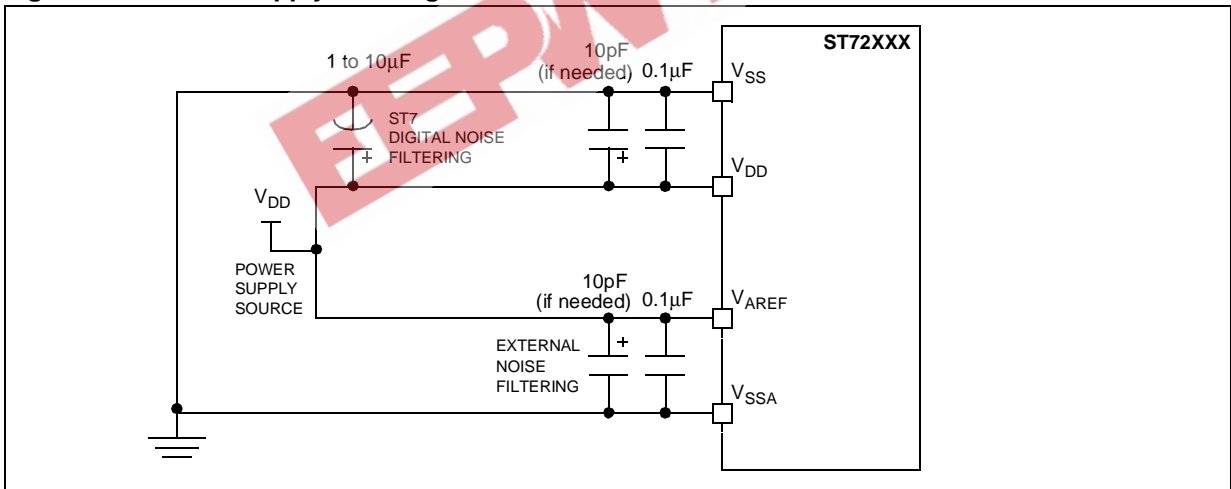 ST72XXX
10pF
1 to 10μF
(if needed) 0.1μF
VSS
ST7
DIGITAL NOISE
+ FILTERING
+
VDD
VDD
POWER
SUPPLY
SOURCE
10pF
(if needed) 0.1μF
VAREF
EXTERNAL
NOISE
FILTERING
+
VSSA